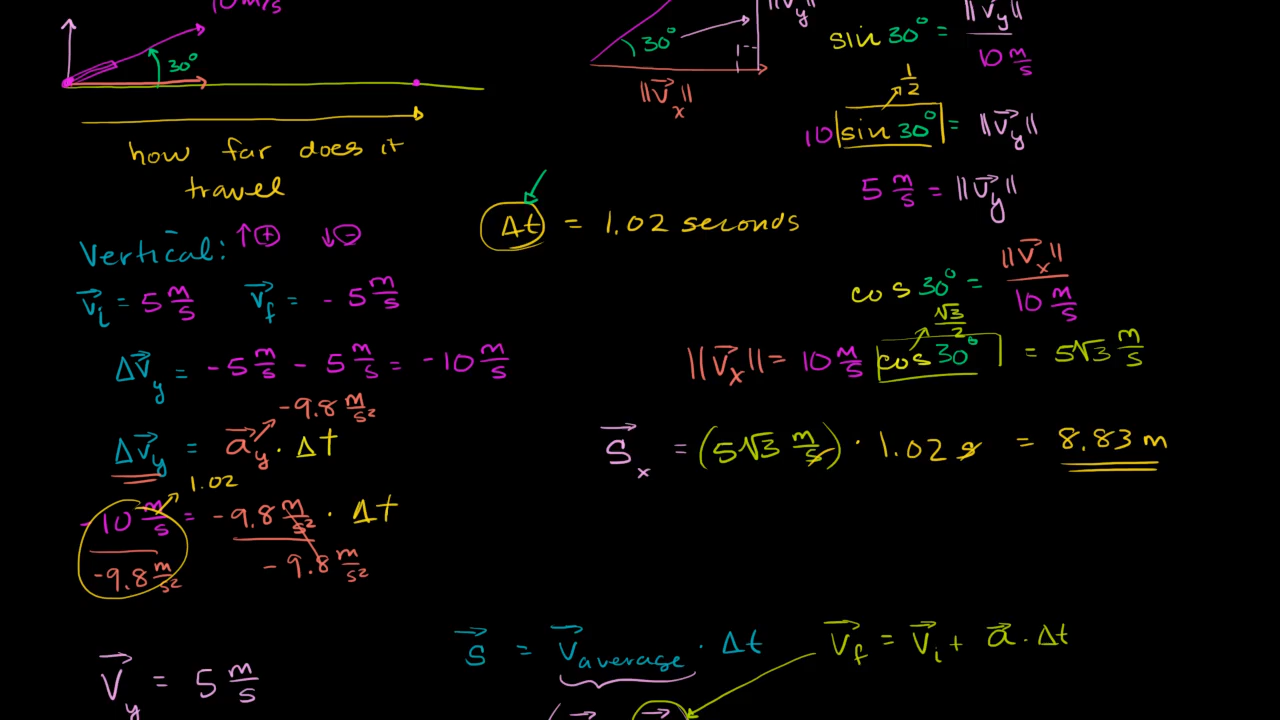 10 m/s
30°
how far does it
travel
Vertical: ↑⊕ ↓⊖
v⃗i = 5 m/s v⃗f = -5 m/s
Δv⃗y = -5 m/s - 5 m/s = -10 m/s
-9.8 m/s²
Δv⃗y = a⃗y · Δt
1.02
-10 m/s = -9.8 m/s² · Δt
-9.8 m/s² -9.8 m/s²
v⃗y = 5 m/s
||v⃗y||
30°
||v⃗x||
Δt = 1.02 seconds
sin 30° = ||v⃗y|| / 10 m/s
1/2
10 sin 30° = ||v⃗y||
5 m/s = ||v⃗y||
cos 30° = ||v⃗x|| / 10 m/s
√3/2
||v⃗x|| = 10 m/s cos 30° = 5√3 m/s
S⃗x = (5√3 m/s) · 1.02 s = 8.83 m
s⃗ = v⃗average · Δt
v⃗f = v⃗i + a⃗ · Δt